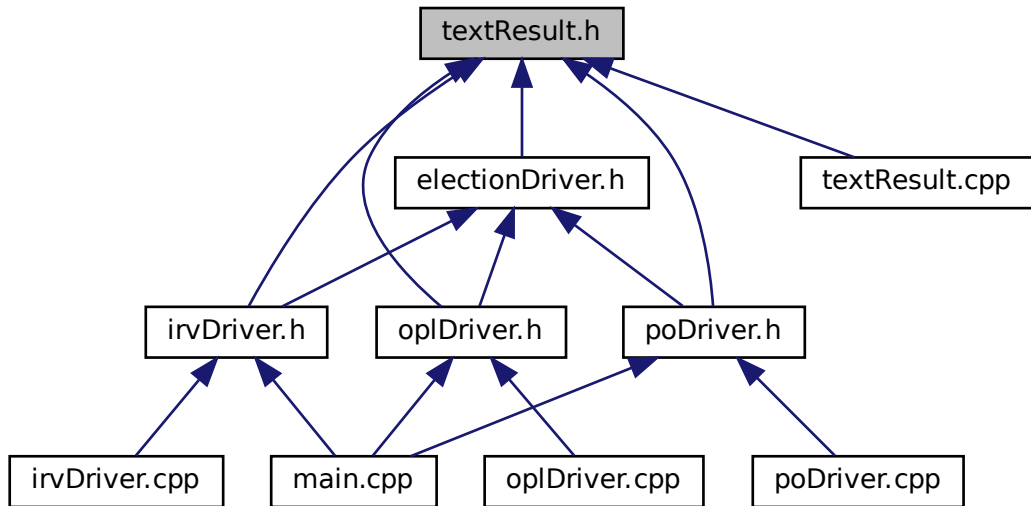 textResult.h
electionDriver.h
textResult.cpp
irvDriver.h
oplDriver.h
poDriver.h
irvDriver.cpp
main.cpp
oplDriver.cpp
poDriver.cpp